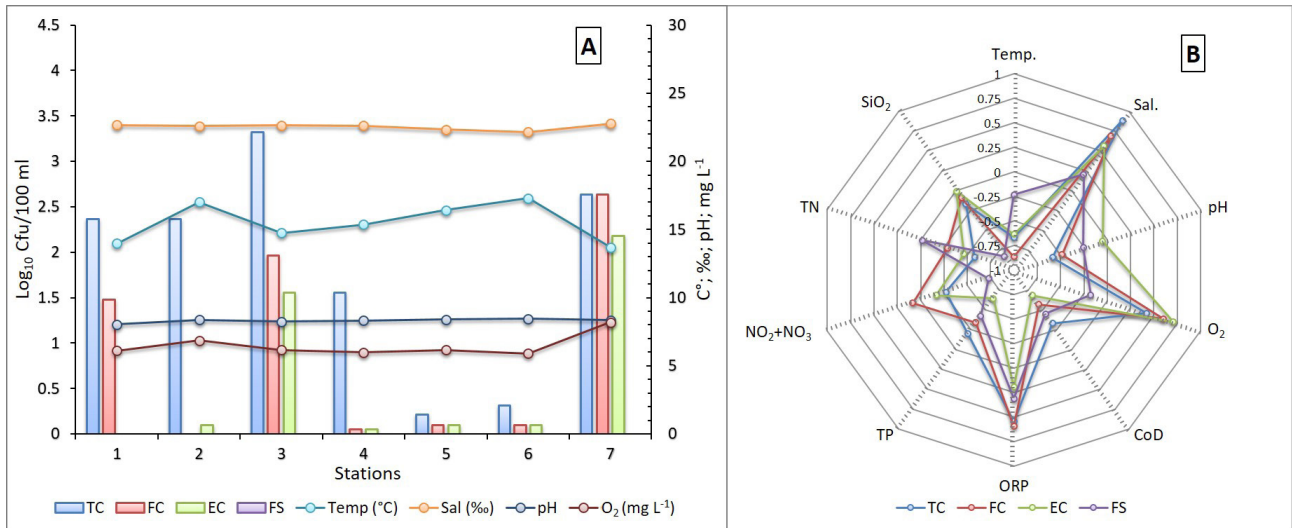 A
4.5
4
3.5
3
2.5
2
1.5
1
0.5
0
Log10 Cfu/100 ml
30
25
20
15
10
5
0
C°; ‰; pH; mg L-1
1 2 3 4 5 6 7
Stations
TC FC EC FS Temp (°C) Sal (‰) pH O2 (mg L-1)
B
Temp.
Sal.
pH
O2
CoD
ORP
TP
NO2+NO3
TN
SiO2
1
0.75
0.5
0.25
0
-0.25
-0.5
-0.75
-1
TC FC EC FS